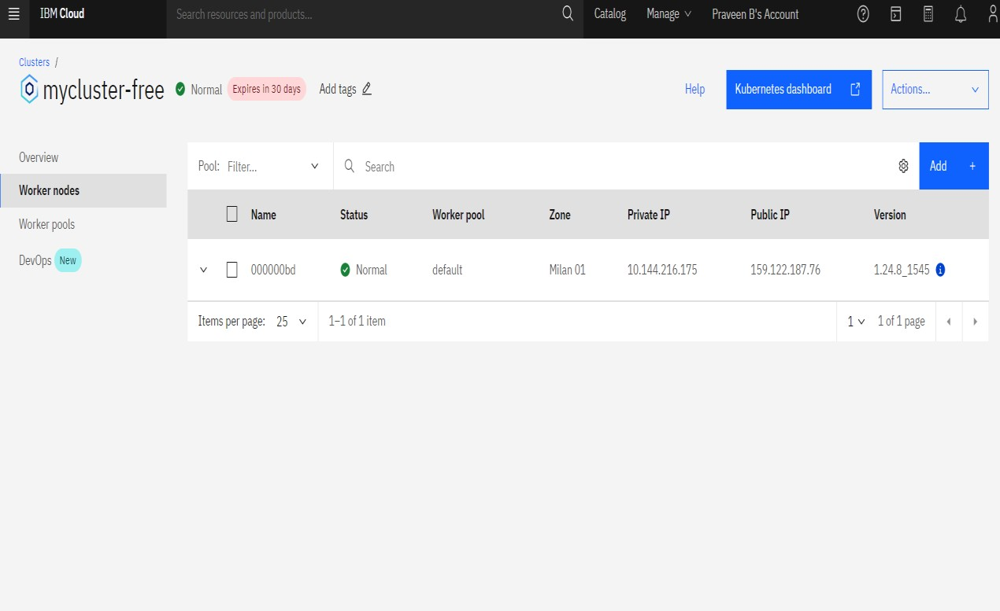 IBM Cloud Search resources and products... Catalog Manage Praveen B's Account
Clusters /
mycluster-free Normal Expires in 30 days Add tags Help Kubernetes dashboard Actions...
Overview
Worker nodes
Worker pools
DevOps New
Pool: Filter... Search Add +
Name Status Worker pool Zone Private IP Public IP Version
000000bd Normal default Milan 01 10.144.216.175 159.122.187.76 1.24.8_1545
Items per page: 25 1–1 of 1 item 1 1 of 1 page